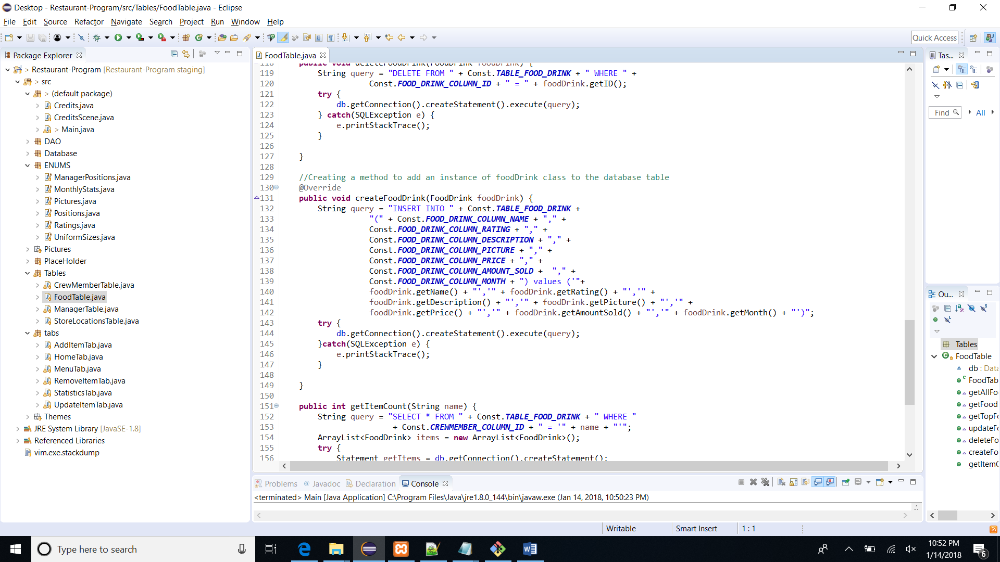 Desktop - Restaurant-Program/src/Tables/FoodTable.java - Eclipse
File Edit Source Refactor Navigate Search Project Run Window Help
Quick Access
Package Explorer
> Restaurant-Program [Restaurant-Program staging]
> src
> (default package)
Credits.java
CreditsScene.java
> Main.java
DAO
Database
ENUMS
ManagerPositions.java
MonthlyStats.java
Pictures.java
Positions.java
Ratings.java
UniformSizes.java
Pictures
PlaceHolder
Tables
CrewMemberTable.java
FoodTable.java
ManagerTable.java
StoreLocationsTable.java
tabs
AddItemTab.java
HomeTab.java
MenuTab.java
RemoveItemTab.java
StatisticsTab.java
UpdateItemTab.java
Themes
JRE System Library [JavaSE-1.8]
Referenced Libraries
vim.exe.stackdump
FoodTable.java
118 public void deleteFoodDrink(FoodDrink foodDrink) {
119 String query = "DELETE FROM " + Const.TABLE_FOOD_DRINK + " WHERE " +
120 Const.FOOD_DRINK_COLUMN_ID + " = " + foodDrink.getID();
121 try {
122 db.getConnection().createStatement().execute(query);
123 } catch(SQLException e) {
124 e.printStackTrace();
125 }
126
127 }
128
129 //Creating a method to add an instance of foodDrink class to the database table
130 @Override
131 public void createFoodDrink(FoodDrink foodDrink) {
132 String query = "INSERT INTO " + Const.TABLE_FOOD_DRINK +
133 "(" + Const.FOOD_DRINK_COLUMN_NAME + "," +
134 Const.FOOD_DRINK_COLUMN_RATING + "," +
135 Const.FOOD_DRINK_COLUMN_DESCRIPTION + "," +
136 Const.FOOD_DRINK_COLUMN_PICTURE + "," +
137 Const.FOOD_DRINK_COLUMN_PRICE + "," +
138 Const.FOOD_DRINK_COLUMN_AMOUNT_SOLD + "," +
139 Const.FOOD_DRINK_COLUMN_MONTH + ") values ('"+
140 foodDrink.getName() + "','" + foodDrink.getRating() + "','" +
141 foodDrink.getDescription() + "','" + foodDrink.getPicture() + "','" +
142 foodDrink.getPrice() + "','" + foodDrink.getAmountSold() + "','" + foodDrink.getMonth() + "')";
143 try {
144 db.getConnection().createStatement().execute(query);
145 }catch(SQLException e) {
146 e.printStackTrace();
147 }
148
149 }
150
151 public int getItemCount(String name) {
152 String query = "SELECT * FROM " + Const.TABLE_FOOD_DRINK + " WHERE "
153 + Const.CREWMEMBER_COLUMN_ID + " = '" + name + "'";
154 ArrayList<FoodDrink> items = new ArrayList<FoodDrink>();
155 try {
156 Statement getItems = db.getConnection().createStatement();
Problems @ Javadoc Declaration Console
<terminated> Main [Java Application] C:\Program Files\Java\jre1.8.0_144\bin\javaw.exe (Jan 14, 2018, 10:50:23 PM)
Tas...
Find All
Ou...
Tables
FoodTable
db : Data
FoodTab
getAllFo
getFood
getTopFo
updateFo
deleteFo
createFo
getItemC
Writable Smart Insert 1 : 1
Type here to search
10:52 PM
1/14/2018
6